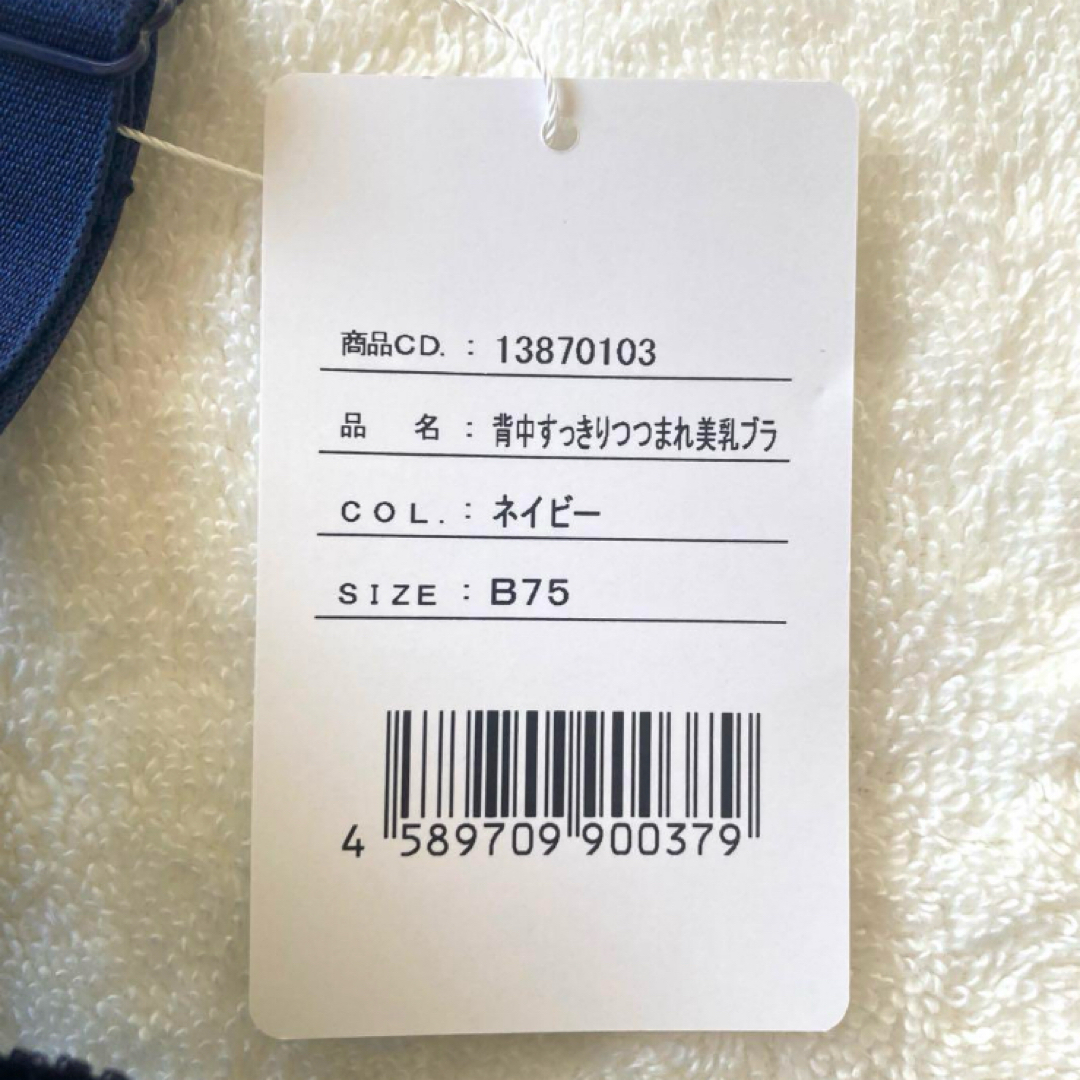 商品CD. : 13870103
品 名 : 背中すっきりつつまれ美乳ブラ
COL. : ネイビー
SIZE : B75
4 589709 900379